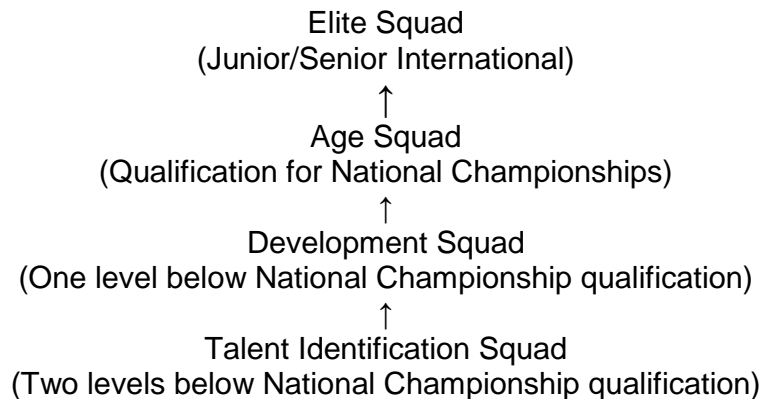 Elite Squad
(Junior/Senior International)
↑
Age Squad
(Qualification for National Championships)
↑
Development Squad
(One level below National Championship qualification)
↑
Talent Identification Squad
(Two levels below National Championship qualification)